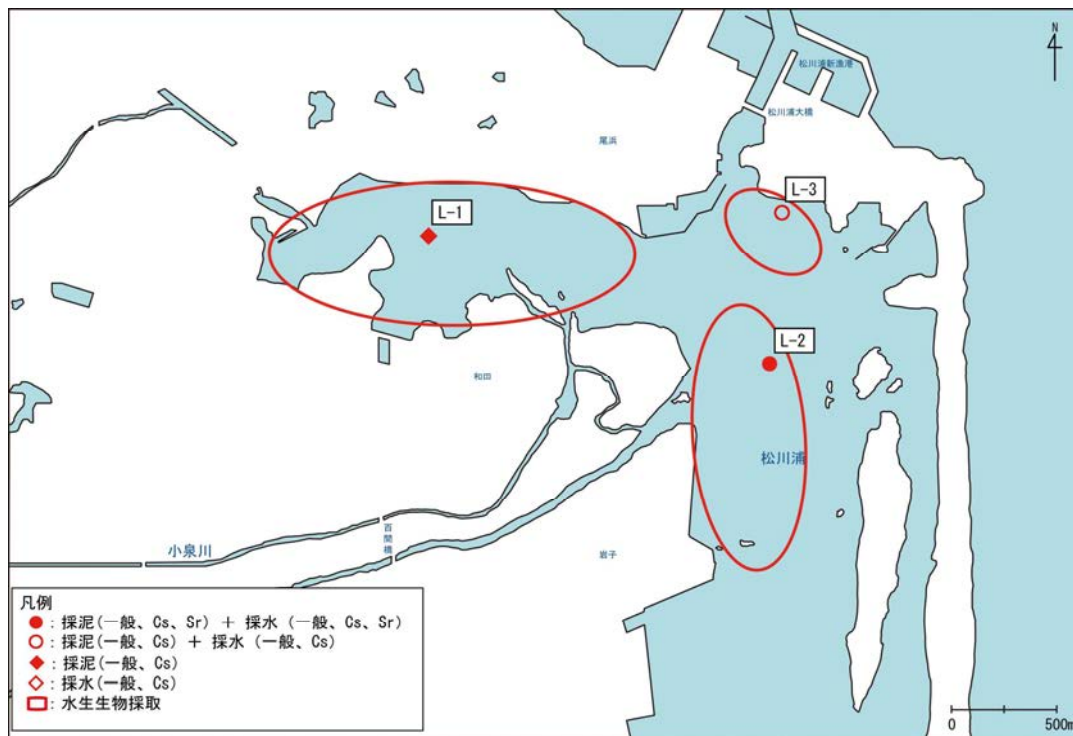 N
松川浦新漁港
松川浦大橋
尾浜
L-3
L-1
L-2
和田
松川浦
百間橋
小泉川
岩子
凡例
：採泥（一般、Cs、Sr）＋ 採水（一般、Cs、Sr）
：採泥（一般、Cs）＋ 採水（一般、Cs）
：採泥（一般、Cs）
：採水（一般、Cs）
：水生生物採取
0 500m